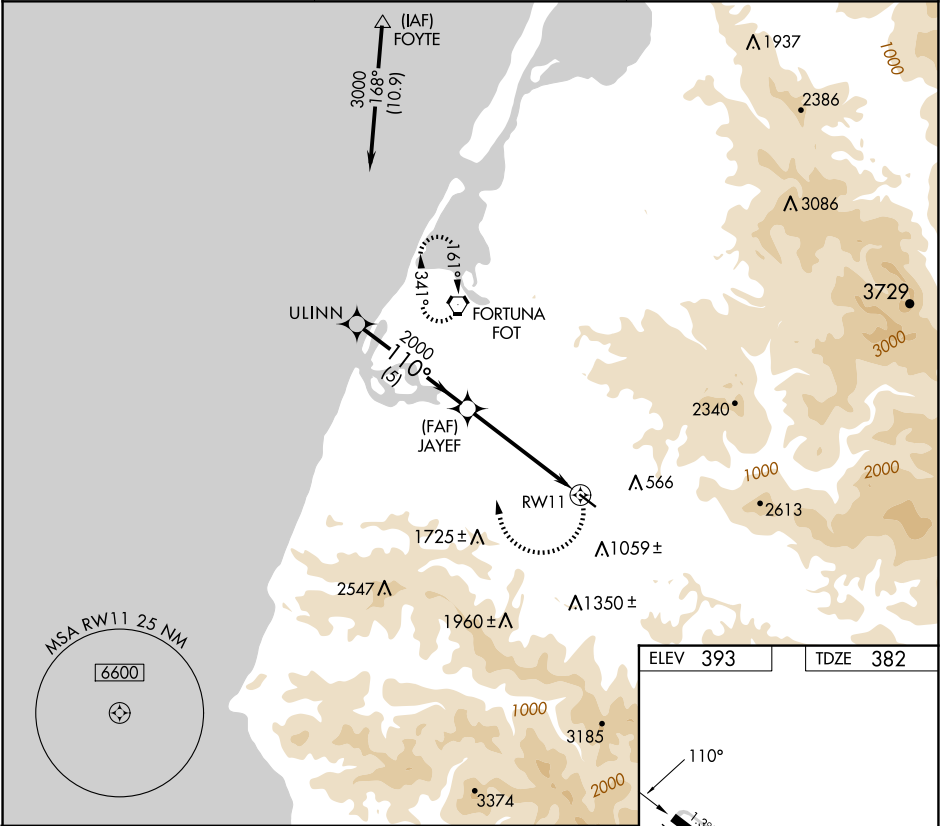 (IAF)
FOYTE
3000
168°
(10.9)
1937
1000
2386
3086
3729
3000
161°
341°
FORTUNA
FOT
ULINN
2000
110°
(5)
(FAF)
JAYEF
2340
1000
2000
566
2613
RW11
1725 ±
1059 ±
2547
1350 ±
1960 ±
MSA RW11 25 NM
6600
ELEV 393
TDZE 382
1000
3185
2000
3374
110°